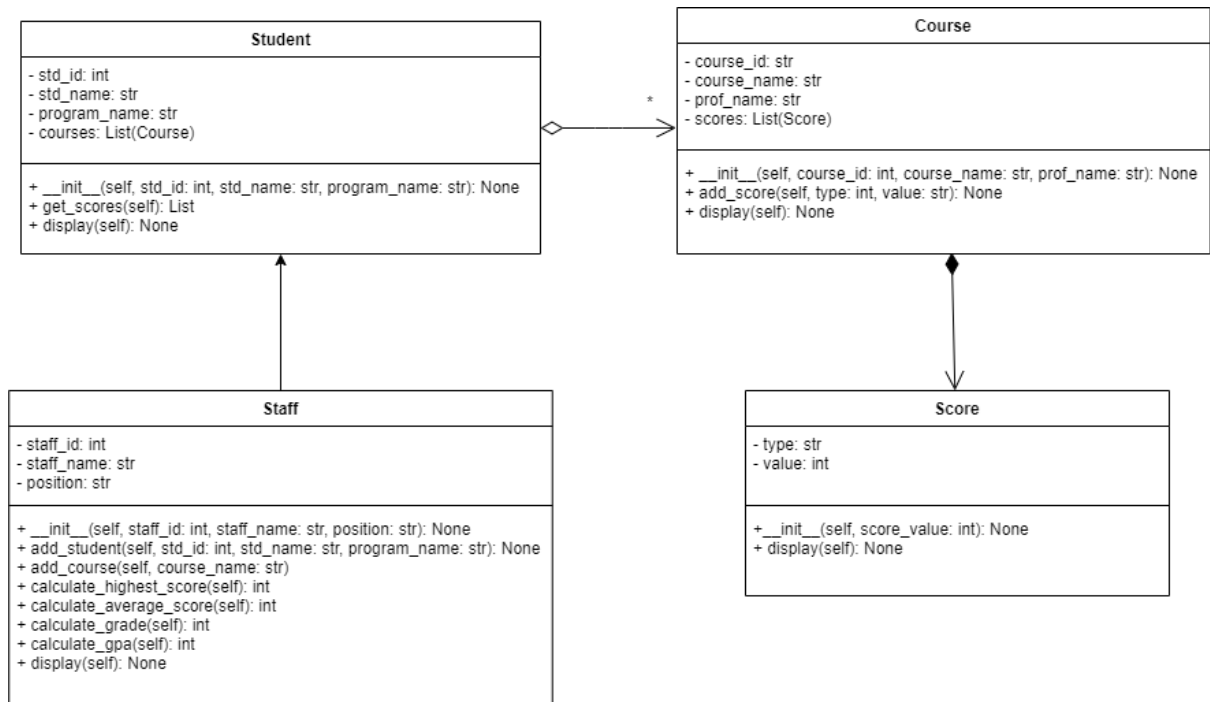 Student
- std_id: int
- std_name: str
- program_name: str
- courses: List(Course)
+ __init__(self, std_id: int, std_name: str, program_name: str): None
+ get_scores(self): List
+ display(self): None
*
Course
- course_id: str
- course_name: str
- prof_name: str
- scores: List(Score)
+ __init__(self, course_id: int, course_name: str, prof_name: str): None
+ add_score(self, type: int, value: str): None
+ display(self): None
Staff
- staff_id: int
- staff_name: str
- position: str
+ __init__(self, staff_id: int, staff_name: str, position: str): None
+ add_student(self, std_id: int, std_name: str, program_name: str): None
+ add_course(self, course_name: str)
+ calculate_highest_score(self): int
+ calculate_average_score(self): int
+ calculate_grade(self): int
+ calculate_gpa(self): int
+ display(self): None
Score
- type: str
- value: int
+__init__(self, score_value: int): None
+ display(self): None